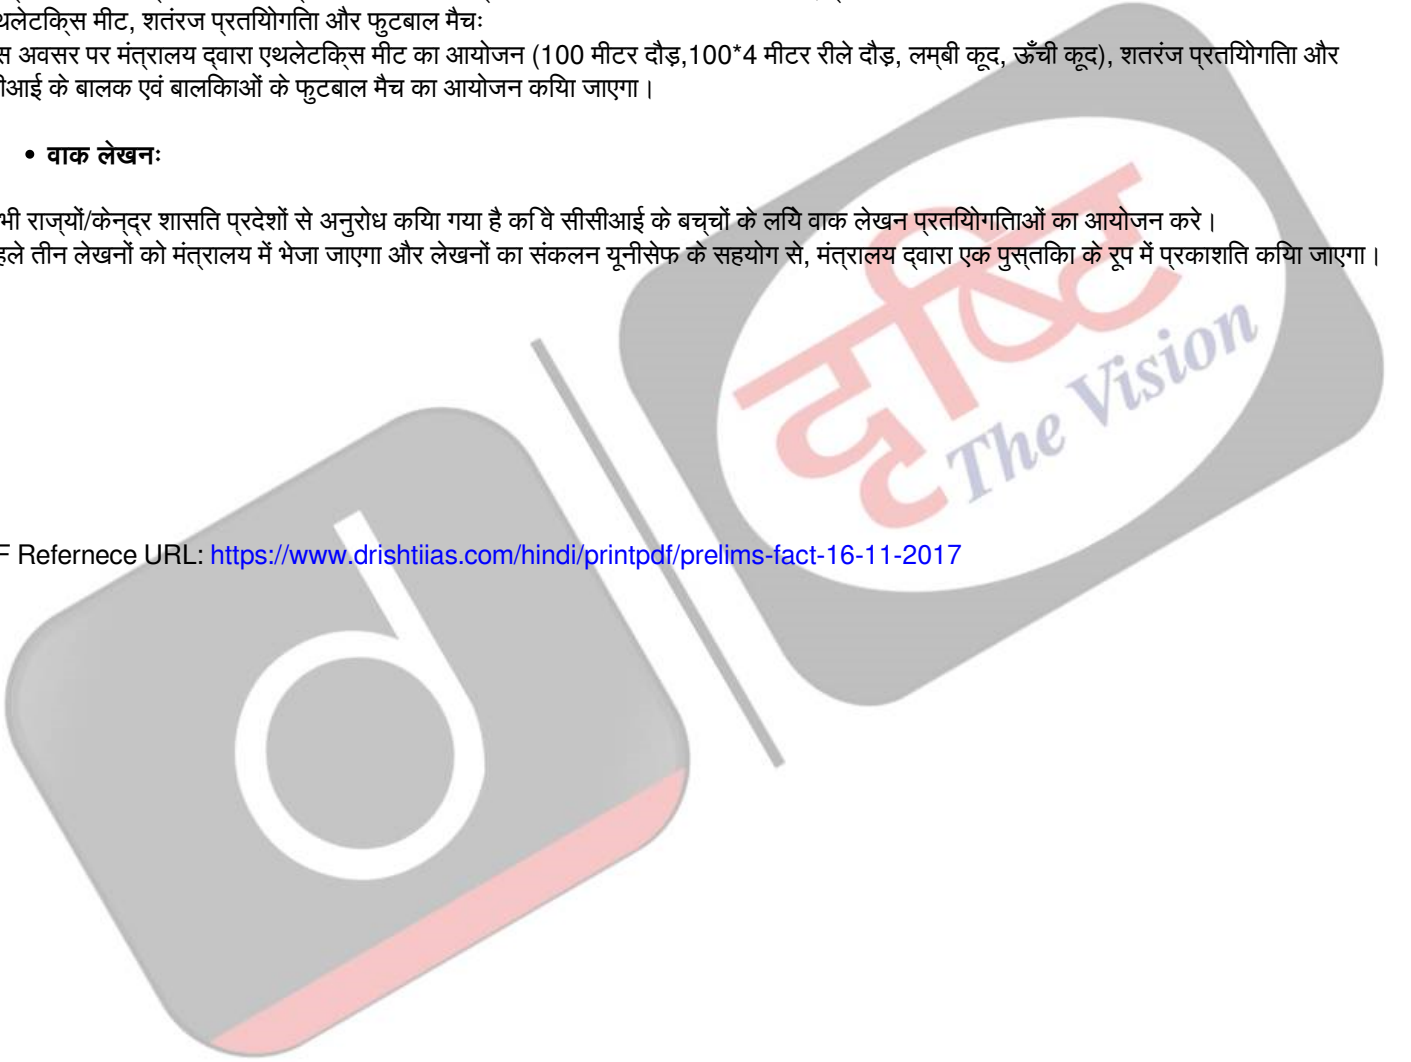 थलेटिक्स मीट, शतंरज प्रतियोगिता और फुटबाल मैचः
स अवसर पर मंत्रालय द्वारा एथलेटिक्स मीट का आयोजन (100 मीटर दौड़,100*4 मीटर रीले दौड़, लम्बी कूद, ऊँची कूद), शतरंज प्रतियोगिता और
ीआई के बालक एवं बालिकाओं के फुटबाल मैच का आयोजन किया जाएगा।
• वाक लेखनः
भी राज्यों/केन्द्र शासित प्रदेशों से अनुरोध किया गया है कि वे सीसीआई के बच्चों के लिये वाक लेखन प्रतियोगिताओं का आयोजन करे।
हले तीन लेखनों को मंत्रालय में भेजा जाएगा और लेखनों का संकलन यूनीसेफ के सहयोग से, मंत्रालय द्वारा एक पुस्तिका के रूप में प्रकाशित किया जाएगा।
दृष्टि
The Vision
F Refernece URL: https://www.drishtiias.com/hindi/printpdf/prelims-fact-16-11-2017